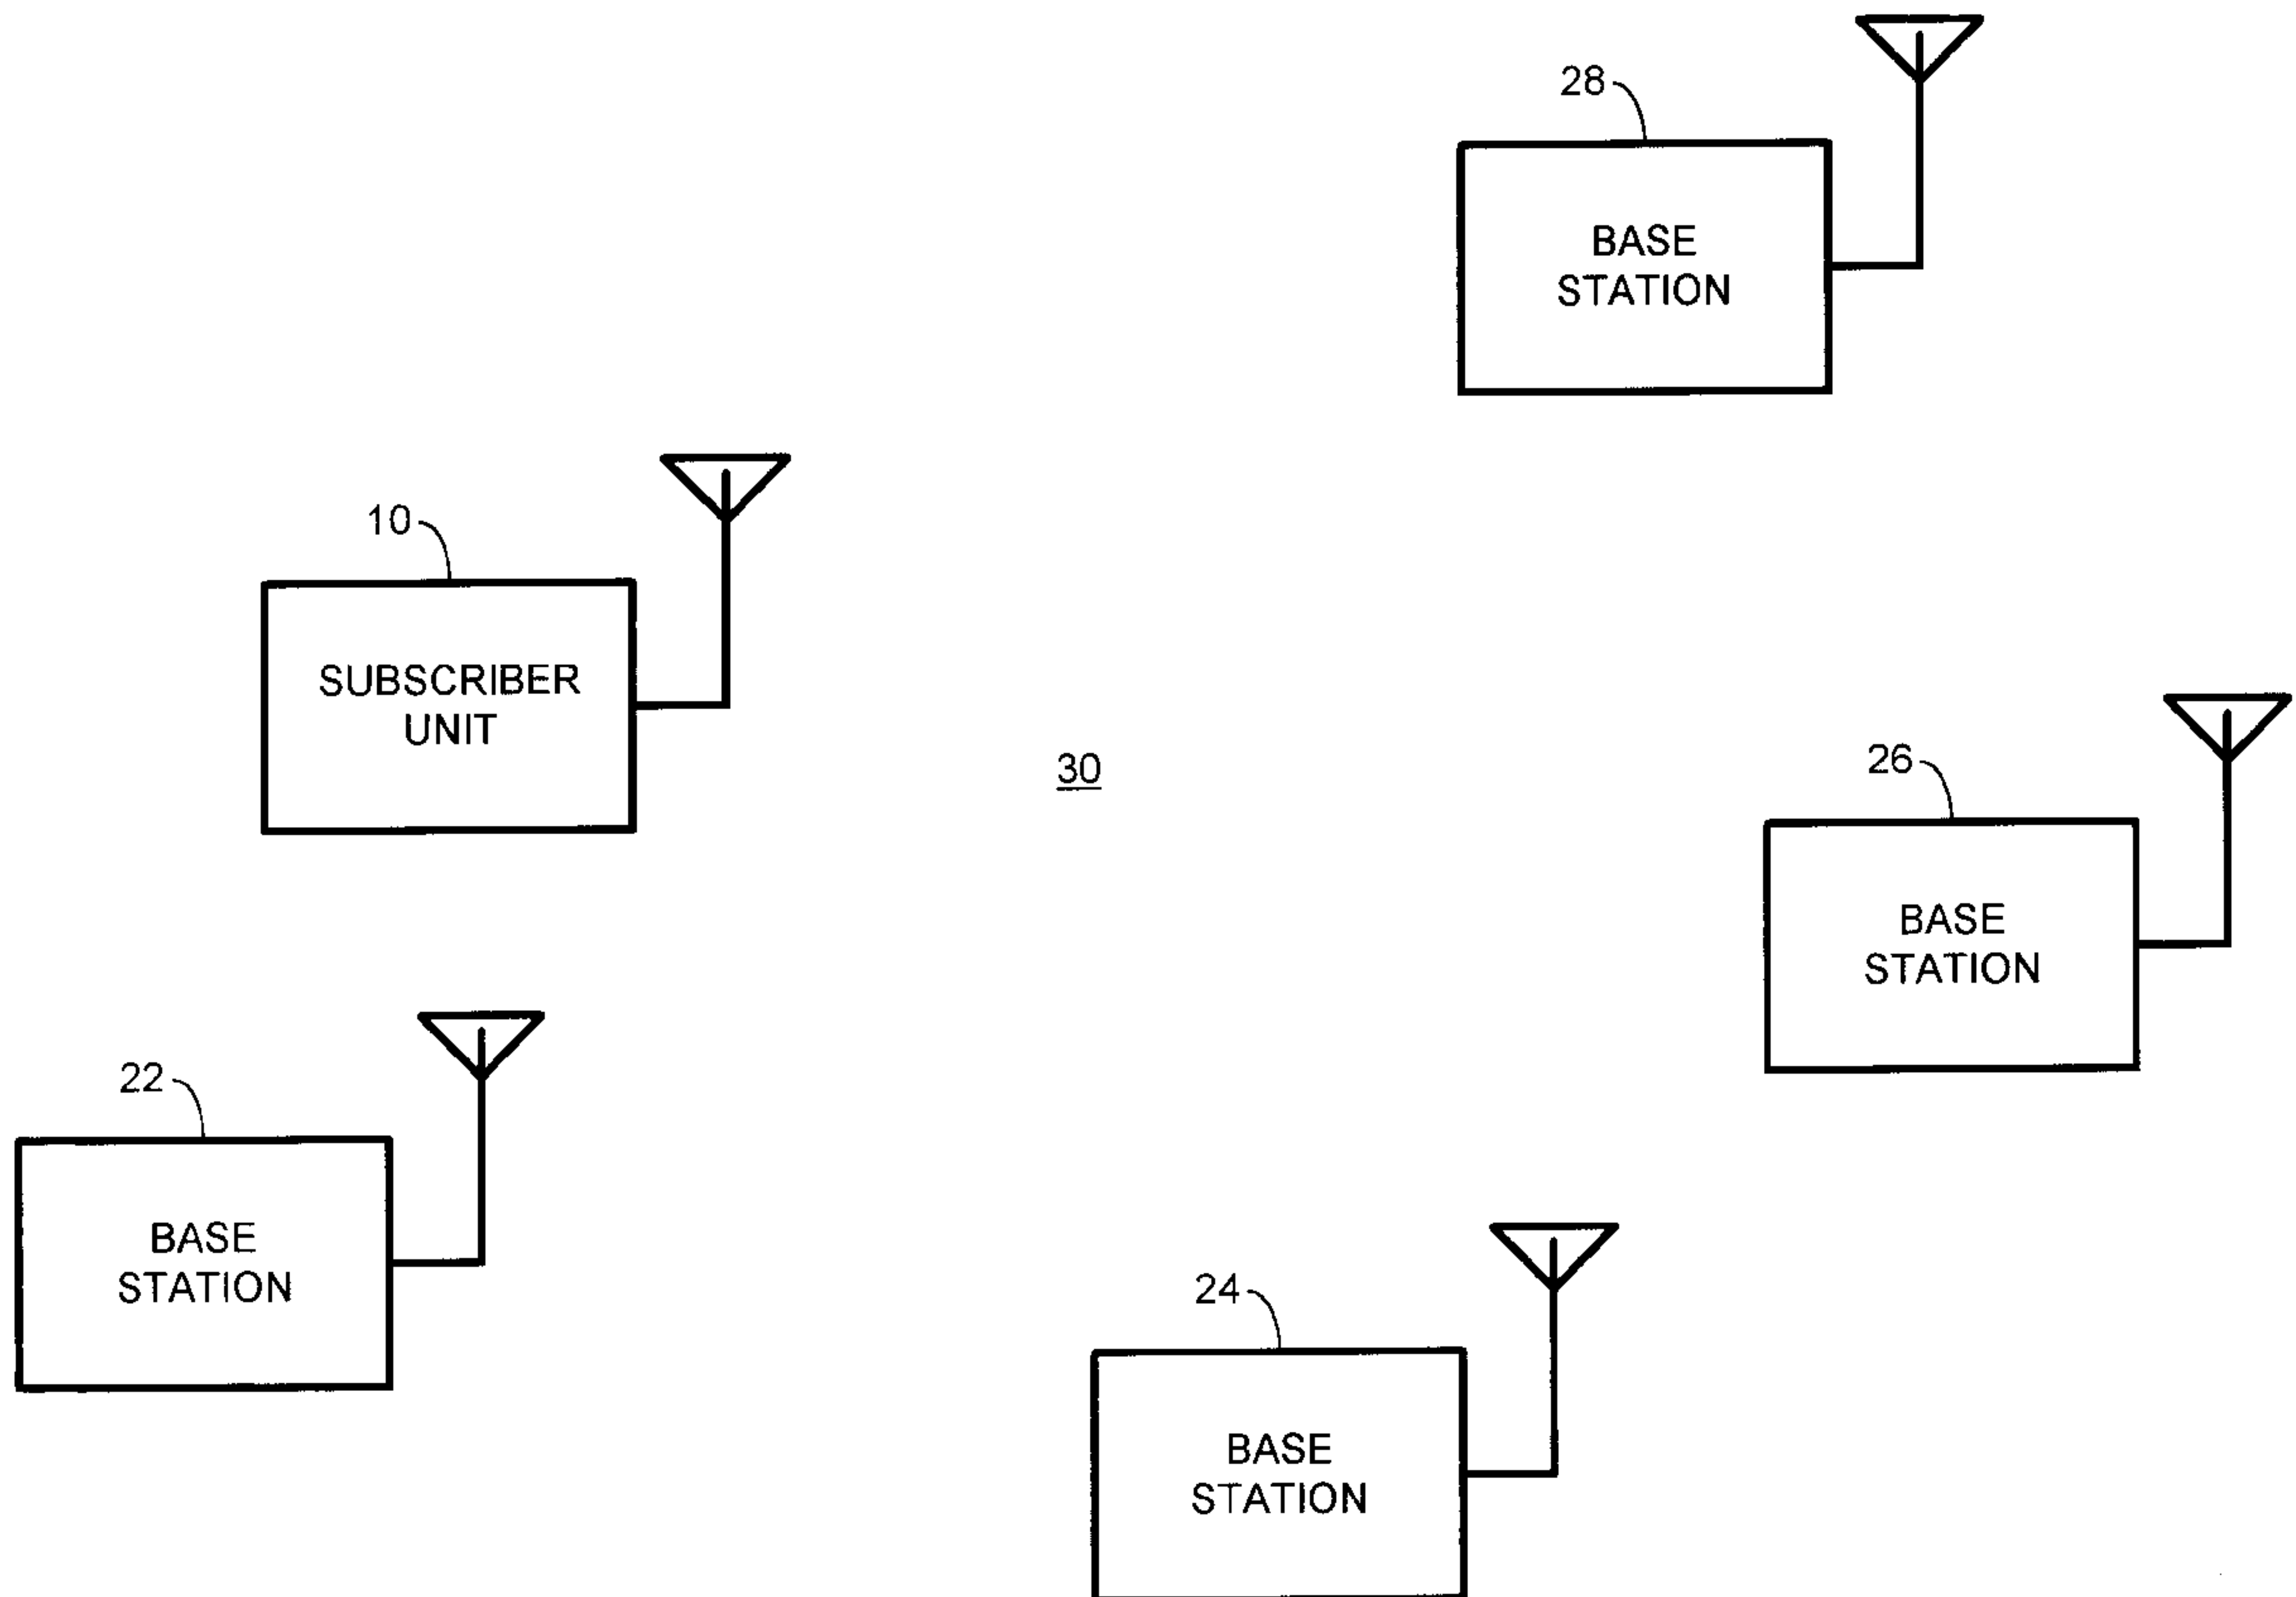 28
BASE
STATION
10
SUBSCRIBER
UNIT
30
26
BASE
STATION
22
BASE
STATION
24
BASE
STATION